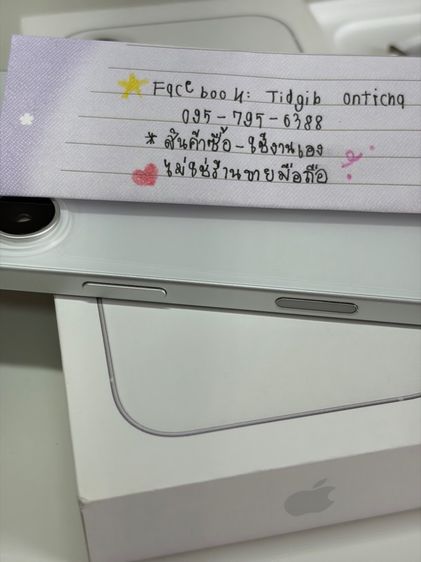 Facebook: Tidgib onticha
095-795-6388
* สินค้าซื้อ-ใช้งานเอง
ไม่ใช่ร้านขายมือถือ